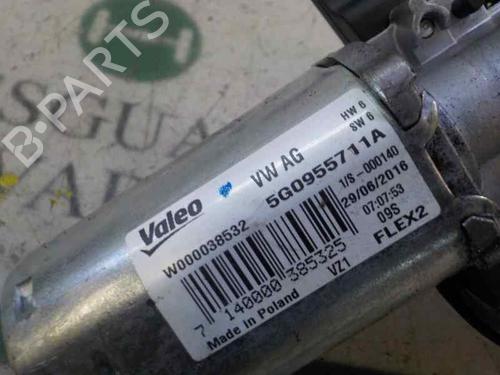 B-PARTS
Valeo
VW AG
HW 6
SW 6
W000038532
5G0955711A
1/S-000140
29/06/2016
07:07:53
09S
7 140000 385325
VZ1
FLEX2
Made in Poland